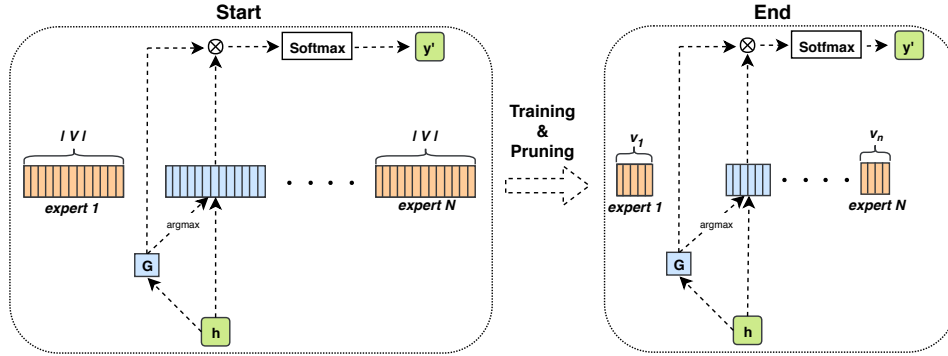 Start
End
Softmax
y'
Sotfmax
y'
Training
&
Pruning
| V |
| V |
v1
vn
expert 1
expert N
expert 1
expert N
argmax
argmax
G
G
h
h